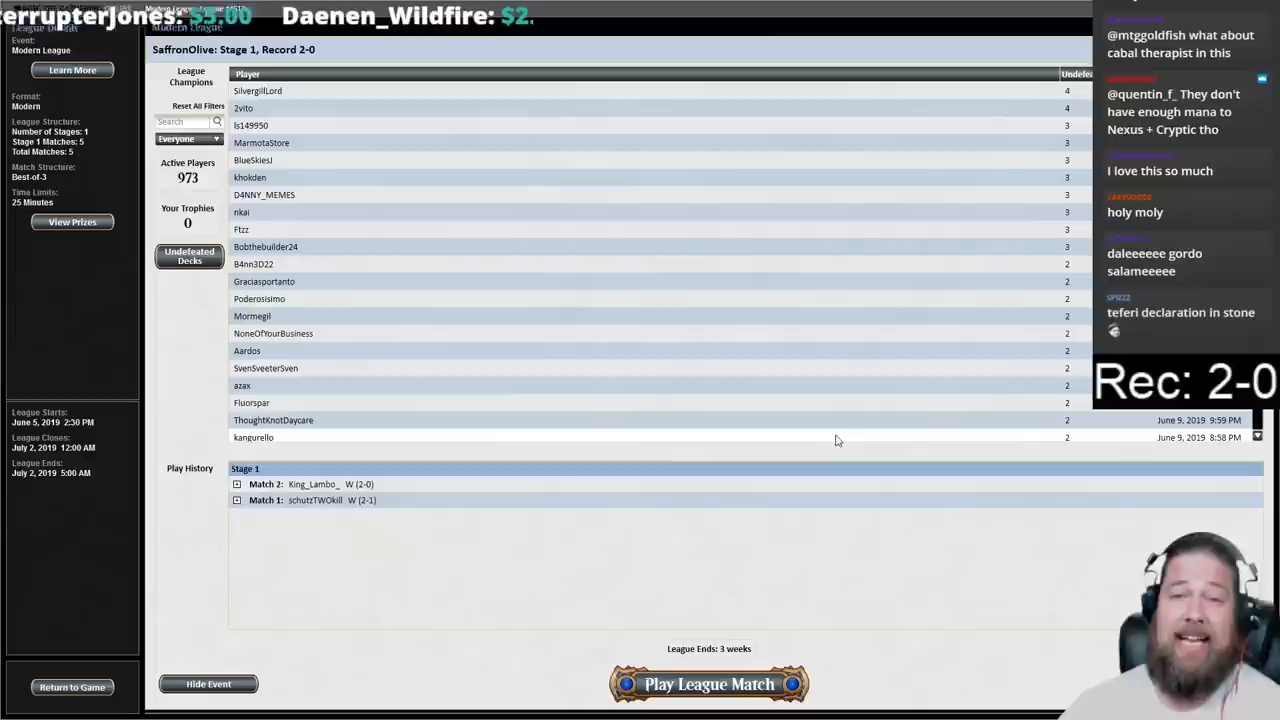 errupterJones: $5.00 Daenen_Wildfire: $2.
Modern League
SaffronOlive: Stage 1, Record 2-0
Event:
Modern League
Learn More
Format:
Modern
League Structure:
Number of Stages: 1
Stage 1 Matches: 5
Total Matches: 5
Match Structure:
Best-of-3
Time Limits:
25 Minutes
View Prizes
League Starts:
June 5, 2019 2:30 PM
League Closes:
July 2, 2019 12:00 AM
League Ends:
July 2, 2019 5:00 AM
Return to Game
League
Champions
Reset All Filters
Search
Everyone
Active Players
973
Your Trophies
0
Undefeated
Decks
Player Undefea
SilvergillLord 4
2vito 4
ls149950 3
MarmotaStore 3
BlueSkiesJ 3
khokden 3
D4NNY_MEMES 3
nkai 3
Ftzz 3
Bobthebuilder24 3
B4nn3D22 2
Graciasportanto 2
Poderosisimo 2
Mormegil 2
NoneOfYourBusiness 2
Aardos 2
SvenSveeterSven 2
azax 2
Fluorspar 2
ThoughtKnotDaycare 2 June 9, 2019 9:59 PM
kangurello 2 June 9, 2019 8:58 PM
Play History
Stage 1
Match 2: King_Lambo_ W (2-0)
Match 1: schutzTWOkill W (2-1)
League Ends: 3 weeks
Hide Event
Play League Match
@mtggoldfish what about
cabal therapist in this
@quentin_f_ They don't
have enough mana to
Nexus + Cryptic tho
I love this so much
holy moly
daleeeeee gordo
salameeeee
SPIZZZ
teferi declaration in stone
Rec: 2-0